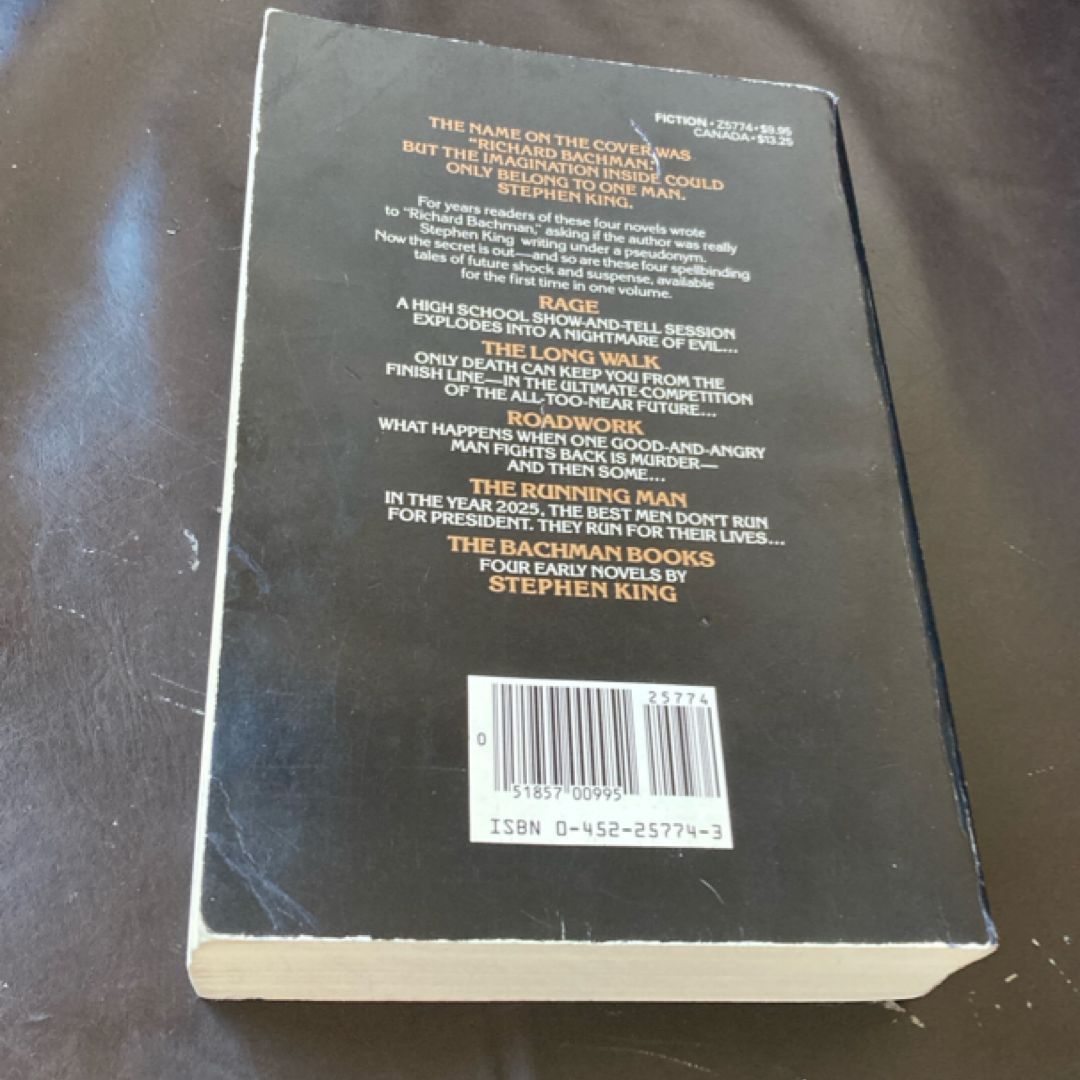 FICTION • Z5774 • $9.95
CANADA • $13.25
THE NAME ON THE COVER WAS
"RICHARD BACHMAN."
BUT THE IMAGINATION INSIDE COULD
ONLY BELONG TO ONE MAN.
STEPHEN KING.
For years readers of these four novels wrote
to "Richard Bachman," asking if the author was really
Stephen King writing under a pseudonym.
Now the secret is out—and so are these four spellbinding
tales of future shock and suspense, available
for the first time in one volume.
RAGE
A HIGH SCHOOL SHOW-AND-TELL SESSION
EXPLODES INTO A NIGHTMARE OF EVIL...
THE LONG WALK
ONLY DEATH CAN KEEP YOU FROM THE
FINISH LINE—IN THE ULTIMATE COMPETITION
OF THE ALL-TOO-NEAR FUTURE...
ROADWORK
WHAT HAPPENS WHEN ONE GOOD-AND-ANGRY
MAN FIGHTS BACK IS MURDER—
AND THEN SOME...
THE RUNNING MAN
IN THE YEAR 2025, THE BEST MEN DON'T RUN
FOR PRESIDENT. THEY RUN FOR THEIR LIVES...
THE BACHMAN BOOKS
FOUR EARLY NOVELS BY
STEPHEN KING
25774
0
51857 00995
ISBN 0-452-25774-3